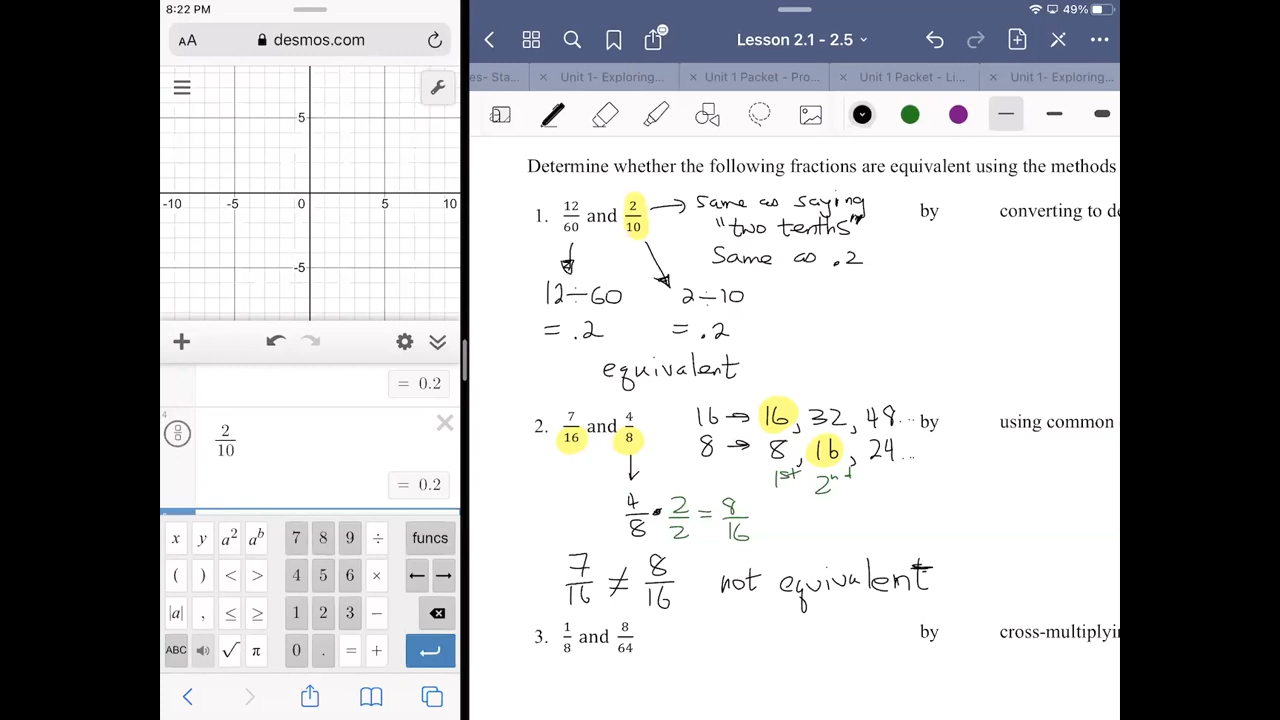 8:22 PM
49%
AA desmos.com
Lesson 2.1 - 2.5
es- Sta...
× Unit 1- Exploring...
× Unit 1 Packet - Pro...
× Unit 1 Packet - Li...
× Unit 1- Exploring...
5
-10 -5 0 5 10
-5
= 0.2
4
2/10
= 0.2
x y a² aᵇ 7 8 9 ÷ funcs
( ) < > 4 5 6 × ← →
|a| , ≤ ≥ 1 2 3 −
ABC √ π 0 . = +
Determine whether the following fractions are equivalent using the methods
1. 12/60 and 2/10 → same as saying by converting to de
"two tenths"
Same as .2
12÷60 2÷10
= .2 = .2
equivalent
2. 7/16 and 4/8 16 → 16, 32, 48... by using common
8 → 8, 16, 24...
1st 2nd
4/8 · 2/2 = 8/16
7/16 ≠ 8/16 not equivalent
3. 1/8 and 8/64 by cross-multiplyin